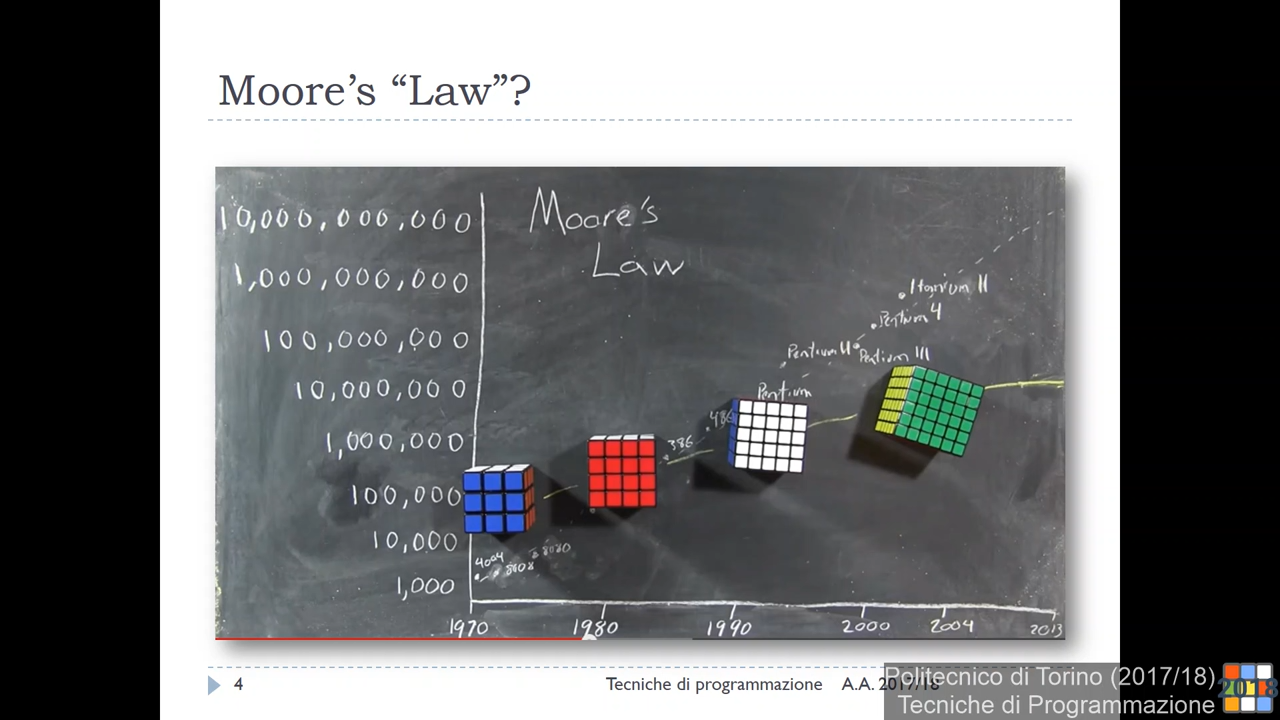 Moore's “Law”?
Moore's
Law
10,000,000,000
1,000,000,000
100,000,000
10,000,000
1,000,000
100,000
10,000
1,000
Itanium II
Pentium 4
Pentium II
Pentium III
Pentium
486
386
4004
8008
8080
1970
1980
1990
2000
2004
2013
4
Tecniche di programmazione A.A. 2017/18
Politecnico di Torino (2017/18)
Tecniche di Programmazione
2018